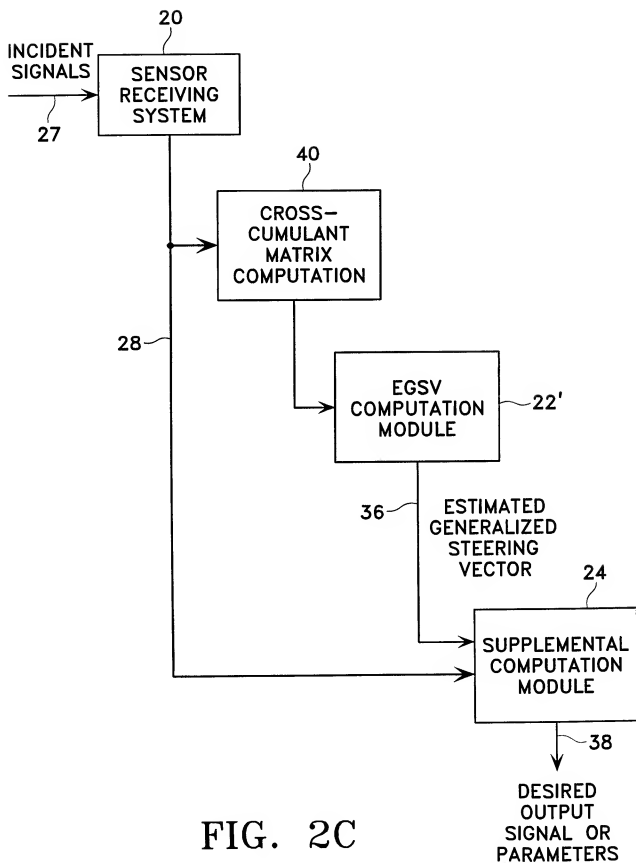 20
INCIDENT
SIGNALS
27
SENSOR
RECEIVING
SYSTEM
40
CROSS-
CUMULANT
MATRIX
COMPUTATION
28
EGSV
COMPUTATION
MODULE
22'
36
ESTIMATED
GENERALIZED
STEERING
VECTOR
24
SUPPLEMENTAL
COMPUTATION
MODULE
38
DESIRED
OUTPUT
SIGNAL OR
PARAMETERS
FIG. 2C